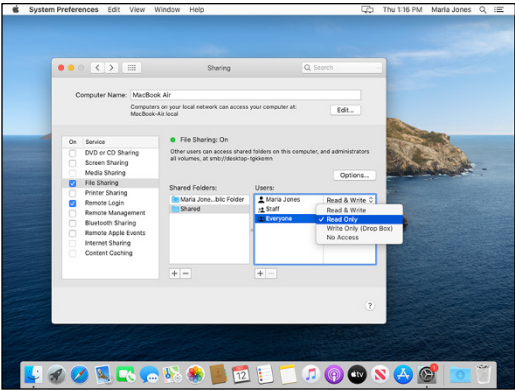 System Preferences Edit View Window Help Thu 1:16 PM Maria Jones
Sharing
Search
Computer Name: MacBook Air
Computers on your local network can access your computer at:
MacBook-Air.local
Edit...
On Service
DVD or CD Sharing
Screen Sharing
Media Sharing
File Sharing
Printer Sharing
Remote Login
Remote Management
Bluetooth Sharing
Remote Apple Events
Internet Sharing
Content Caching
File Sharing: On
Other users can access shared folders on this computer, and administrators
all volumes, at smb://desktop-tgkkomn
Options...
Shared Folders:
Maria Jone...blic Folder
Shared
Users:
Maria Jones Read & Write
Staff
Everyone
Read & Write
Read Only
Write Only (Drop Box)
No Access
+ −
+ −
?
12
tv